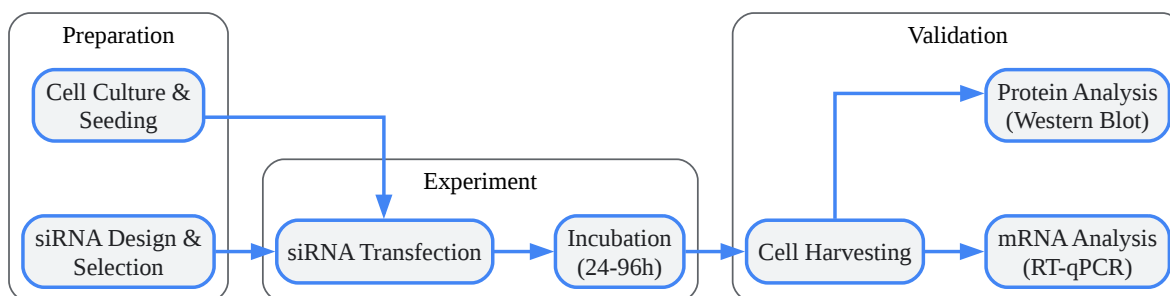 Preparation
Cell Culture &
Seeding
siRNA Design &
Selection
Experiment
siRNA Transfection
Incubation
(24-96h)
Validation
Cell Harvesting
Protein Analysis
(Western Blot)
mRNA Analysis
(RT-qPCR)